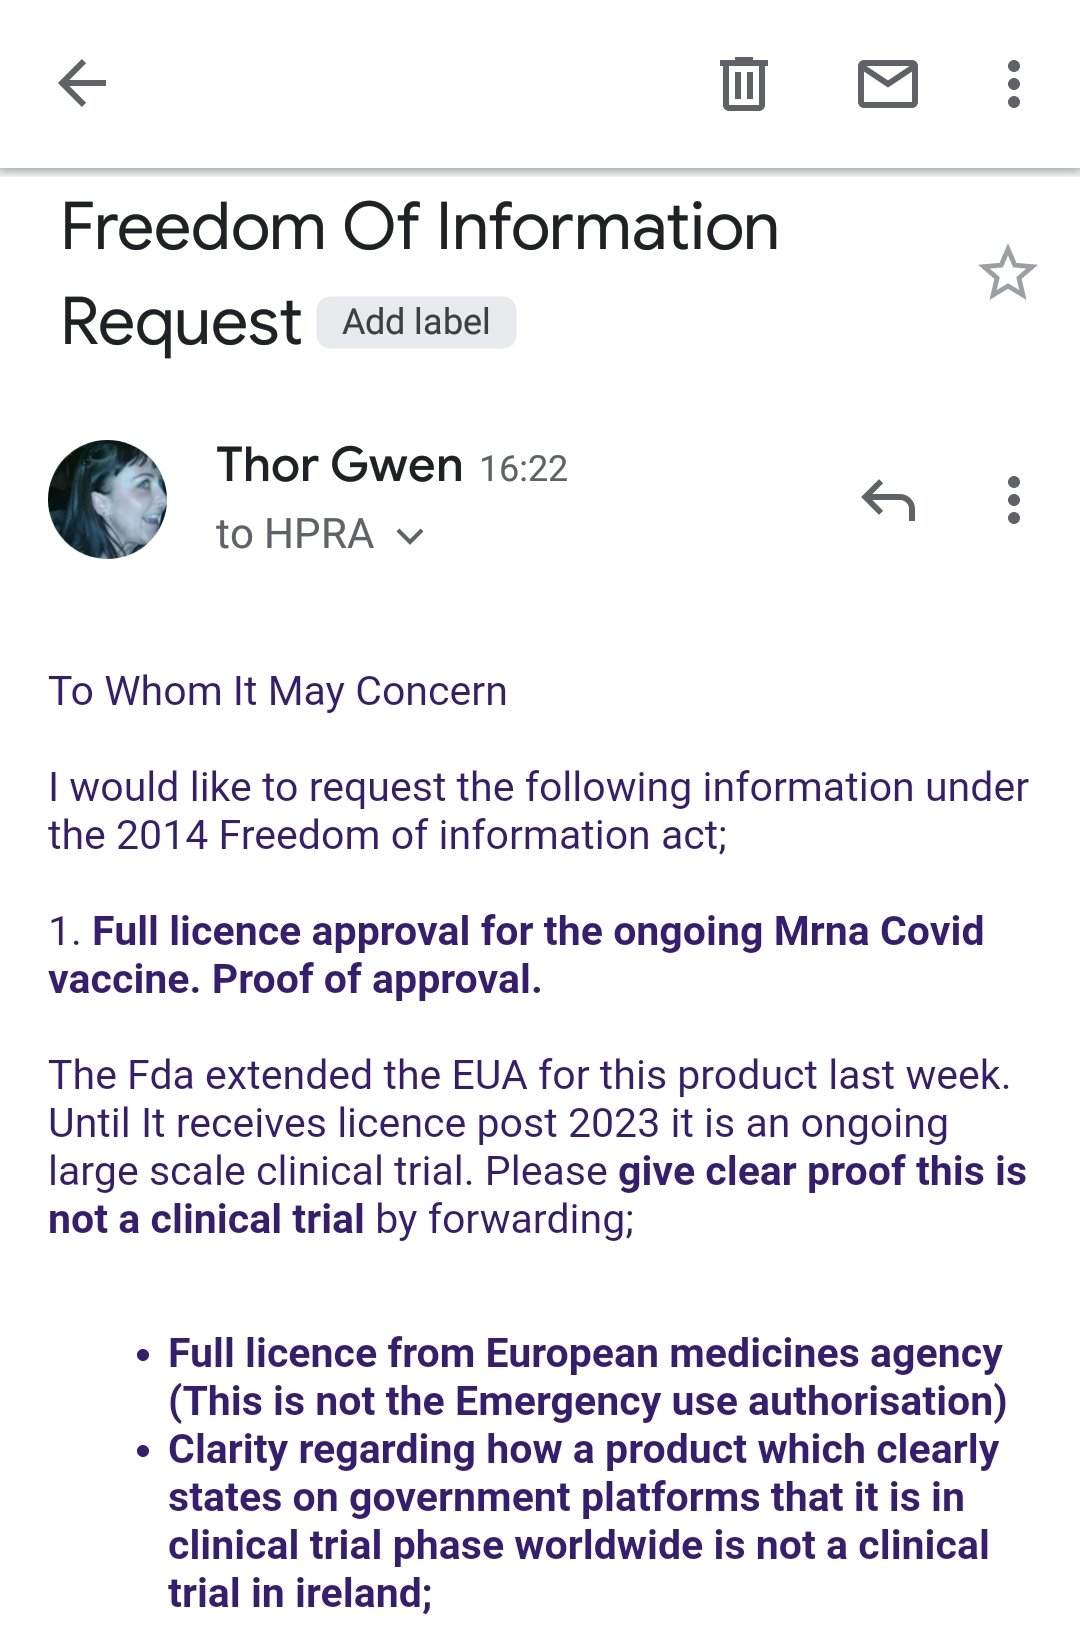 Freedom Of Information
Request Add label
Thor Gwen 16:22
to HPRA
To Whom It May Concern
I would like to request the following information under
the 2014 Freedom of information act;
1. Full licence approval for the ongoing Mrna Covid
vaccine. Proof of approval.
The Fda extended the EUA for this product last week.
Until It receives licence post 2023 it is an ongoing
large scale clinical trial. Please give clear proof this is
not a clinical trial by forwarding;
• Full licence from European medicines agency
(This is not the Emergency use authorisation)
• Clarity regarding how a product which clearly
states on government platforms that it is in
clinical trial phase worldwide is not a clinical
trial in ireland;